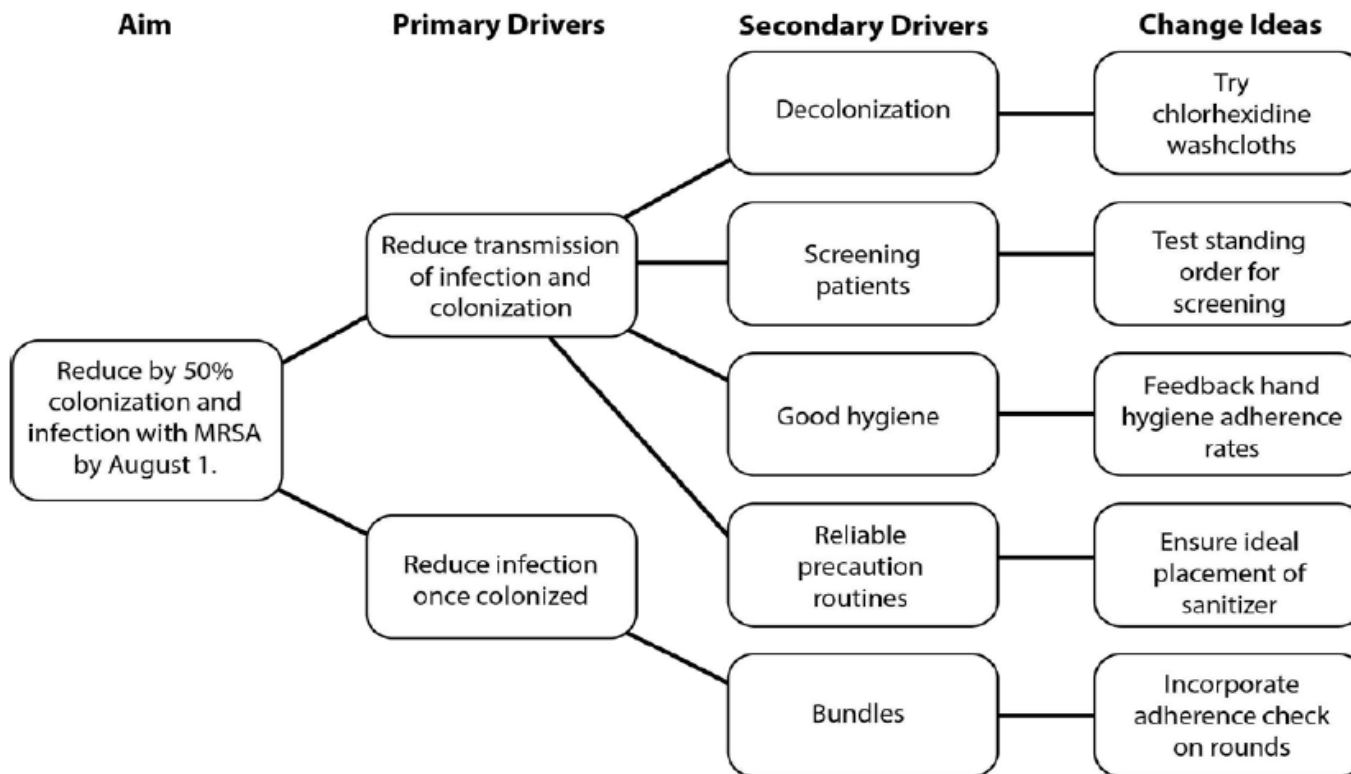 Aim
Primary Drivers
Secondary Drivers
Change Ideas
Reduce by 50%
colonization and
infection with MRSA
by August 1.
Reduce transmission
of infection and
colonization
Reduce infection
once colonized
Decolonization
Screening
patients
Good hygiene
Reliable
precaution
routines
Bundles
Try
chlorhexidine
washcloths
Test standing
order for
screening
Feedback hand
hygiene adherence
rates
Ensure ideal
placement of
sanitizer
Incorporate
adherence check
on rounds